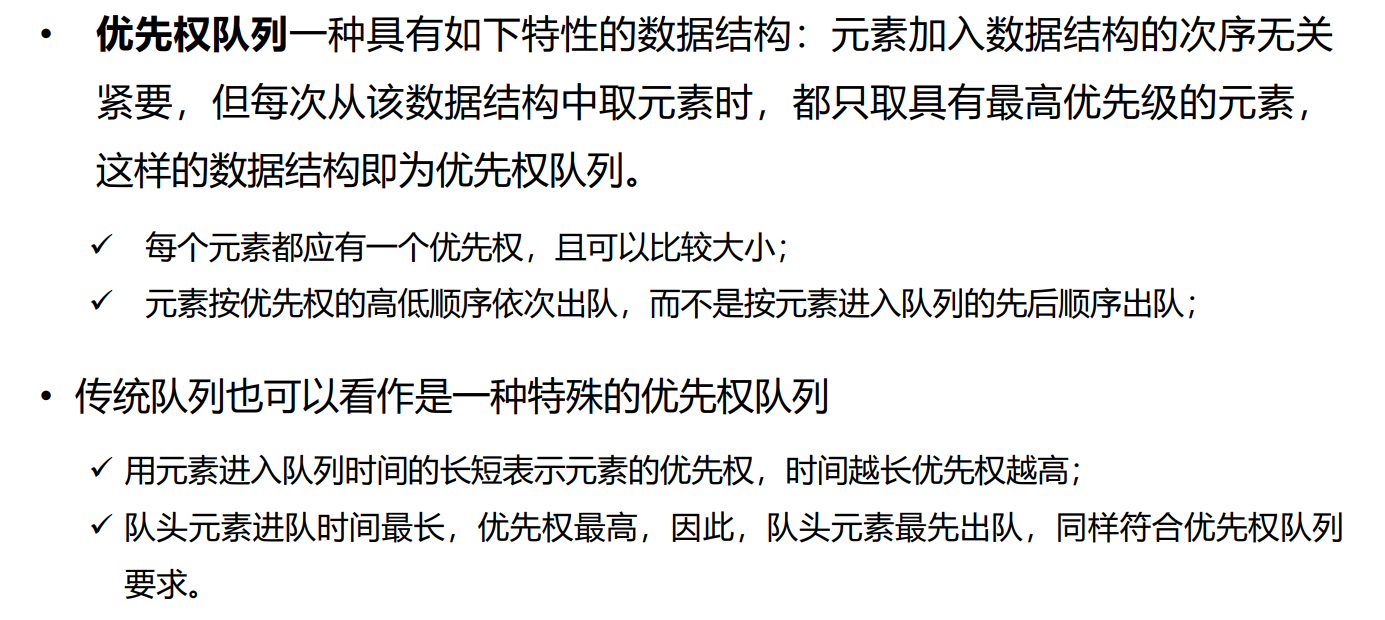 • 优先权队列一种具有如下特性的数据结构：元素加入数据结构的次序无关
紧要，但每次从该数据结构中取元素时，都只取具有最高优先级的元素，
这样的数据结构即为优先权队列。
✓ 每个元素都应有一个优先权，且可以比较大小；
✓ 元素按优先权的高低顺序依次出队，而不是按元素进入队列的先后顺序出队；
• 传统队列也可以看作是一种特殊的优先权队列
✓ 用元素进入队列时间的长短表示元素的优先权，时间越长优先权越高；
✓ 队头元素进队时间最长，优先权最高，因此，队头元素最先出队，同样符合优先权队列
要求。